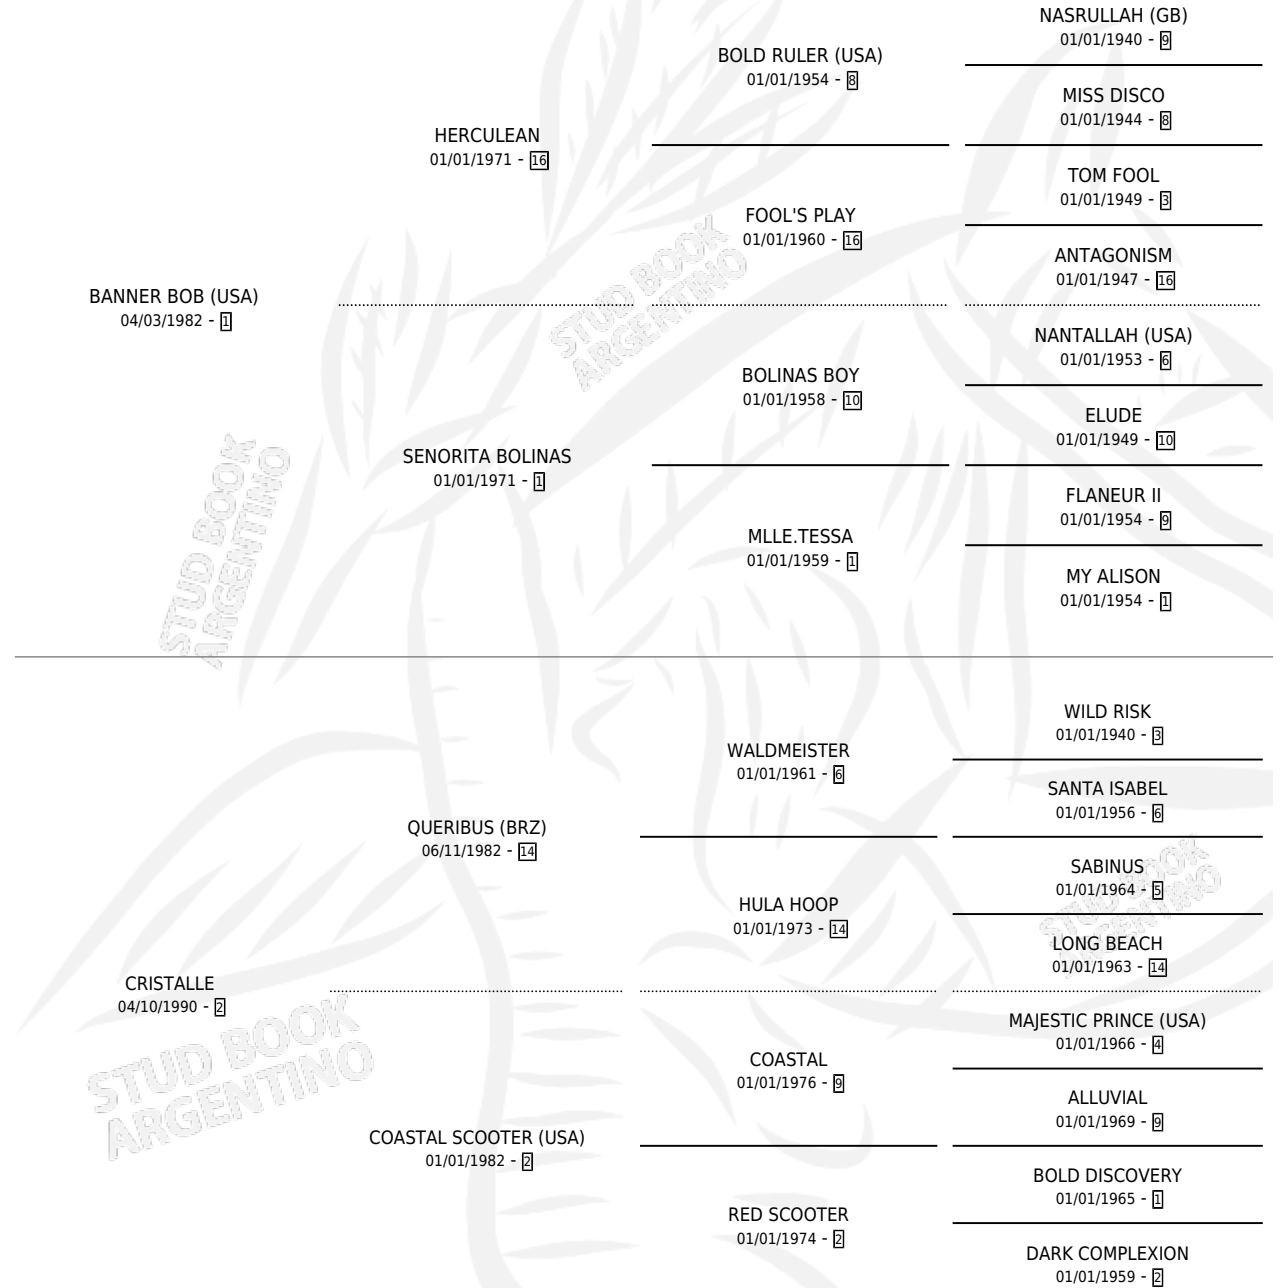 NASRULLAH (GB)
01/01/1940 - 9
BOLD RULER (USA)
01/01/1954 - 8
MISS DISCO
01/01/1944 - 8
HERCULEAN
01/01/1971 - 16
TOM FOOL
01/01/1949 - 3
FOOL'S PLAY
01/01/1960 - 16
ANTAGONISM
01/01/1947 - 16
BANNER BOB (USA)
04/03/1982 - 1
NANTALLAH (USA)
01/01/1953 - 6
BOLINAS BOY
01/01/1958 - 10
ELUDE
01/01/1949 - 10
SENORITA BOLINAS
01/01/1971 - 1
FLANEUR II
01/01/1954 - 9
MLLE.TESSA
01/01/1959 - 1
MY ALISON
01/01/1954 - 1
WILD RISK
01/01/1940 - 3
WALDMEISTER
01/01/1961 - 6
SANTA ISABEL
01/01/1956 - 6
QUERIBUS (BRZ)
06/11/1982 - 14
SABINUS
01/01/1964 - 5
HULA HOOP
01/01/1973 - 14
LONG BEACH
01/01/1963 - 14
CRISTALLE
04/10/1990 - 2
MAJESTIC PRINCE (USA)
01/01/1966 - 4
COASTAL
01/01/1976 - 9
ALLUVIAL
01/01/1969 - 9
COASTAL SCOOTER (USA)
01/01/1982 - 2
BOLD DISCOVERY
01/01/1965 - 1
RED SCOOTER
01/01/1974 - 2
DARK COMPLEXION
01/01/1959 - 2
STUD BOOK
ARGENTINO
STUD BOOK
ARGENTINO
STUD BOOK
ARGENTINO
STUD BOOK
ARGENTINO